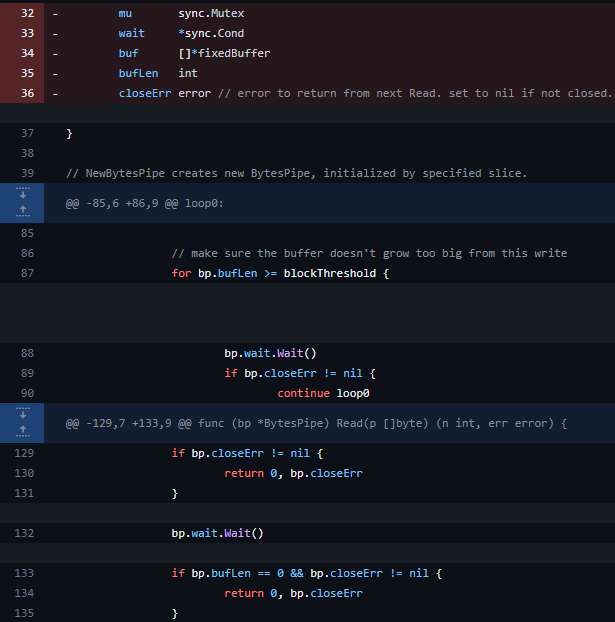 32 - mu sync.Mutex
33 - wait *sync.Cond
34 - buf []*fixedBuffer
35 - bufLen int
36 - closeErr error // error to return from next Read. set to nil if not closed.
37 }
38
39 // NewBytesPipe creates new BytesPipe, initialized by specified slice.
@@ -85,6 +86,9 @@ loop0:
85
86 // make sure the buffer doesn't grow too big from this write
87 for bp.bufLen >= blockThreshold {
88 bp.wait.Wait()
89 if bp.closeErr != nil {
90 continue loop0
@@ -129,7 +133,9 @@ func (bp *BytesPipe) Read(p []byte) (n int, err error) {
129 if bp.closeErr != nil {
130 return 0, bp.closeErr
131 }
132 bp.wait.Wait()
133 if bp.bufLen == 0 && bp.closeErr != nil {
134 return 0, bp.closeErr
135 }